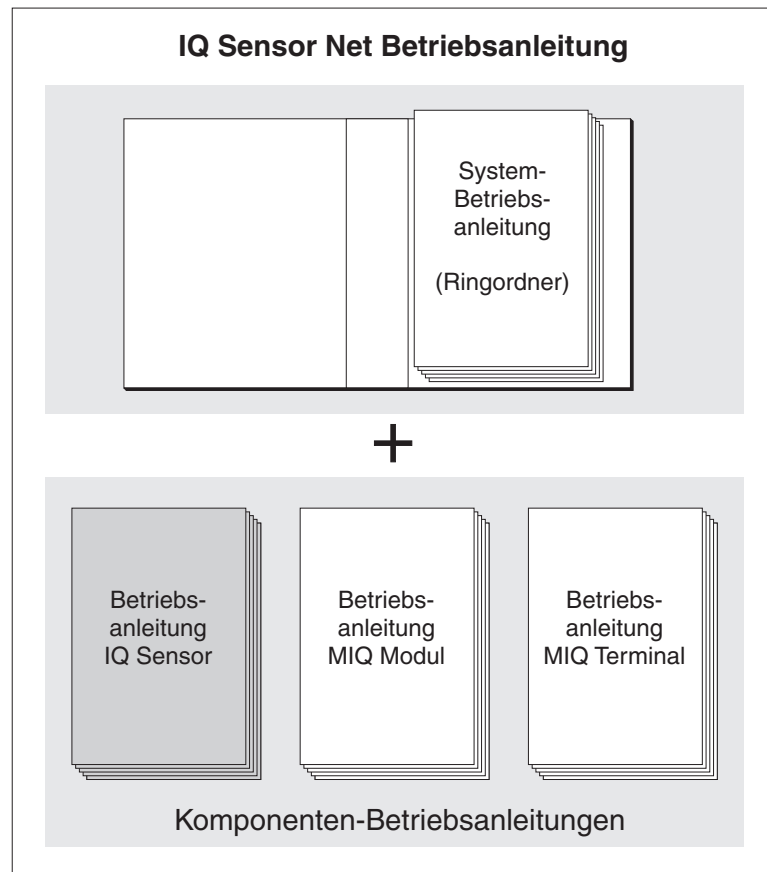 IQ Sensor Net Betriebsanleitung
System-
Betriebs-
anleitung
(Ringordner)
+
Betriebs-
anleitung
IQ Sensor
Betriebs-
anleitung
MIQ Modul
Betriebs-
anleitung
MIQ Terminal
Komponenten-Betriebsanleitungen